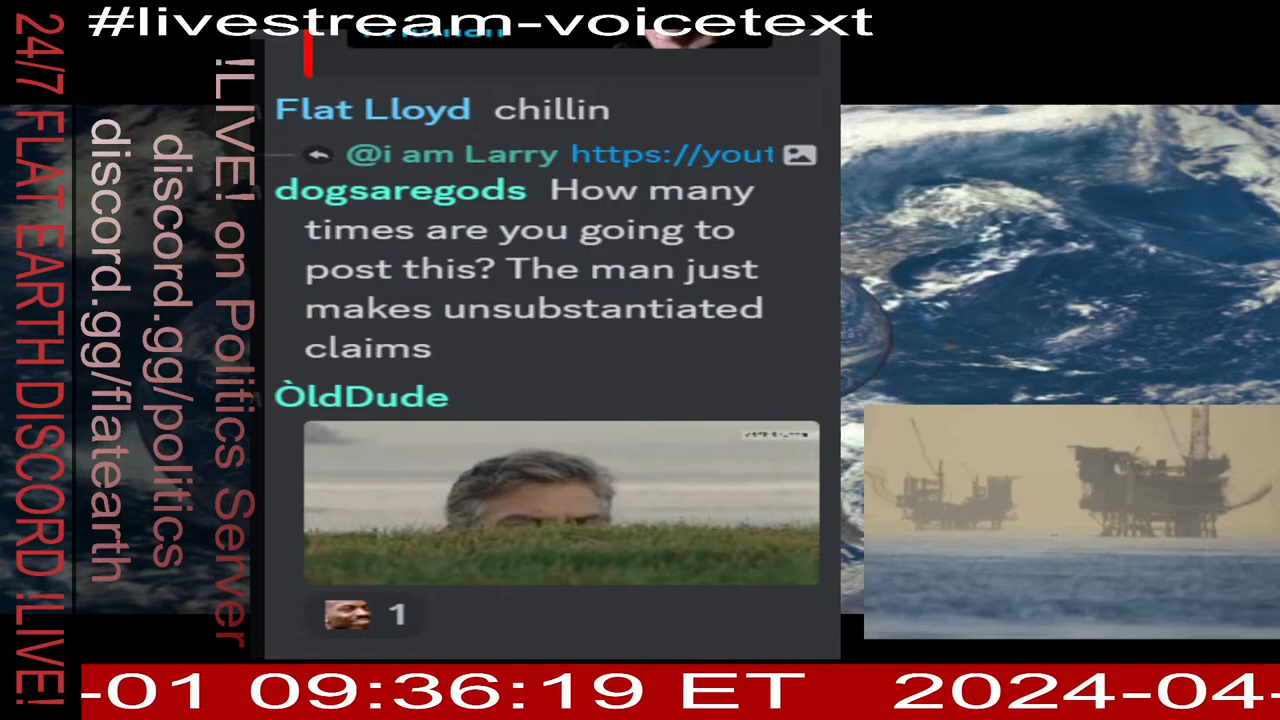 #livestream-voicetext
24/7 FLAT EARTH DISCORD !LIVE!
discord.gg/flatearth
discord.gg/politics
!LIVE! on Politics Server
Flat Lloyd chillin
@i am Larry https://yout
dogsaregods How many
times are you going to
post this? The man just
makes unsubstantiated
claims
ÒldDude
1
-01 09:36:19 ET 2024-04-